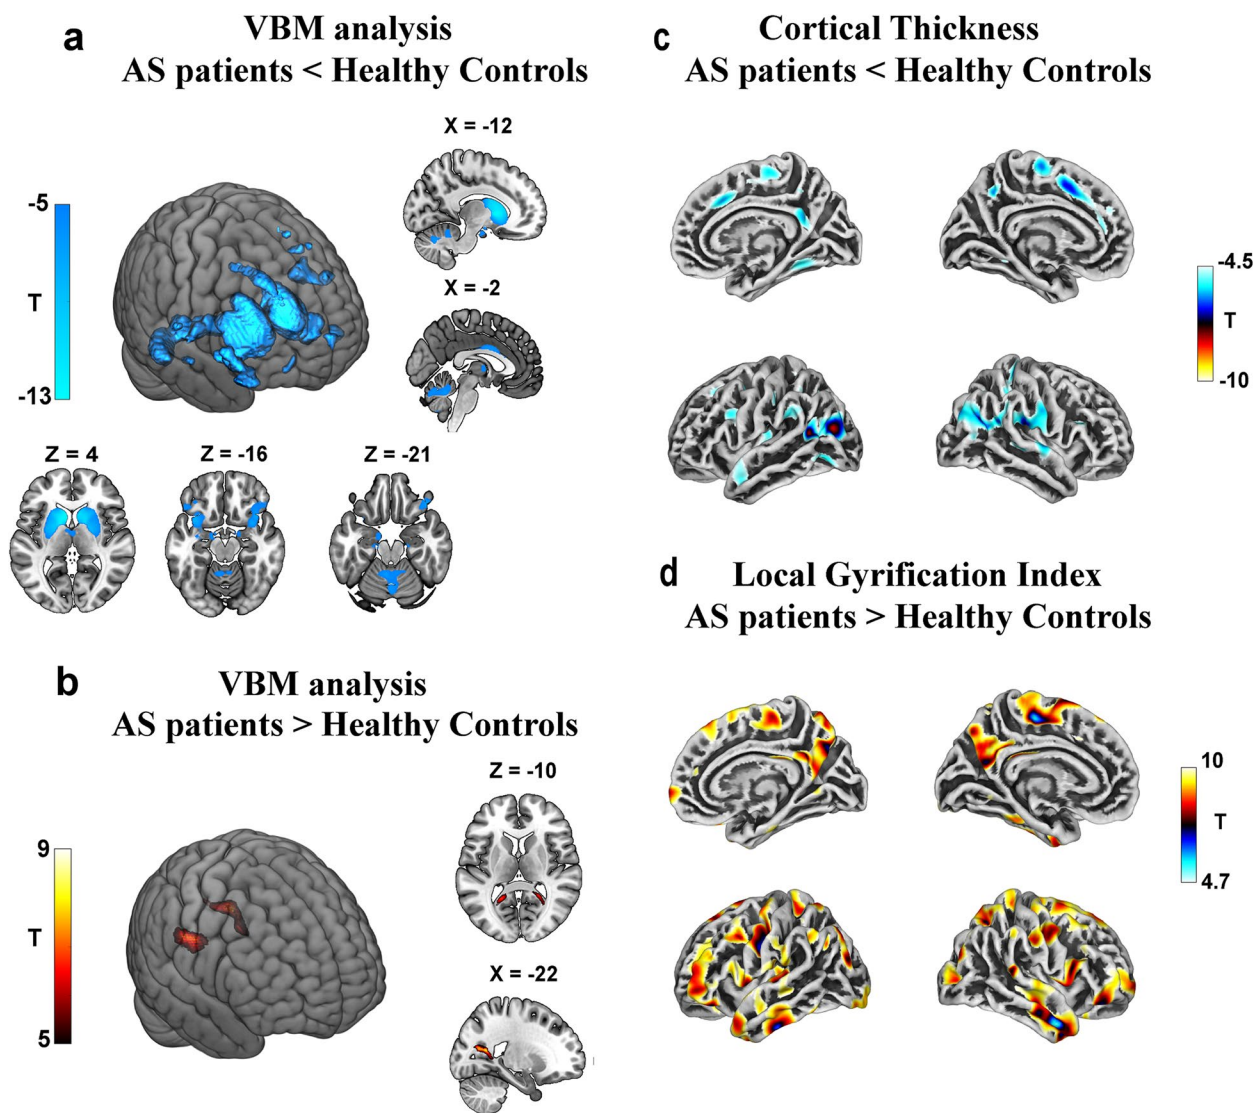 a
VBM analysis
AS patients < Healthy Controls
X = -12
-5
T
-13
X = -2
Z = 4
Z = -16
Z = -21
b
VBM analysis
AS patients > Healthy Controls
Z = -10
9
T
5
X = -22
c
Cortical Thickness
AS patients < Healthy Controls
-4.5
T
-10
d
Local Gyrification Index
AS patients > Healthy Controls
10
T
4.7